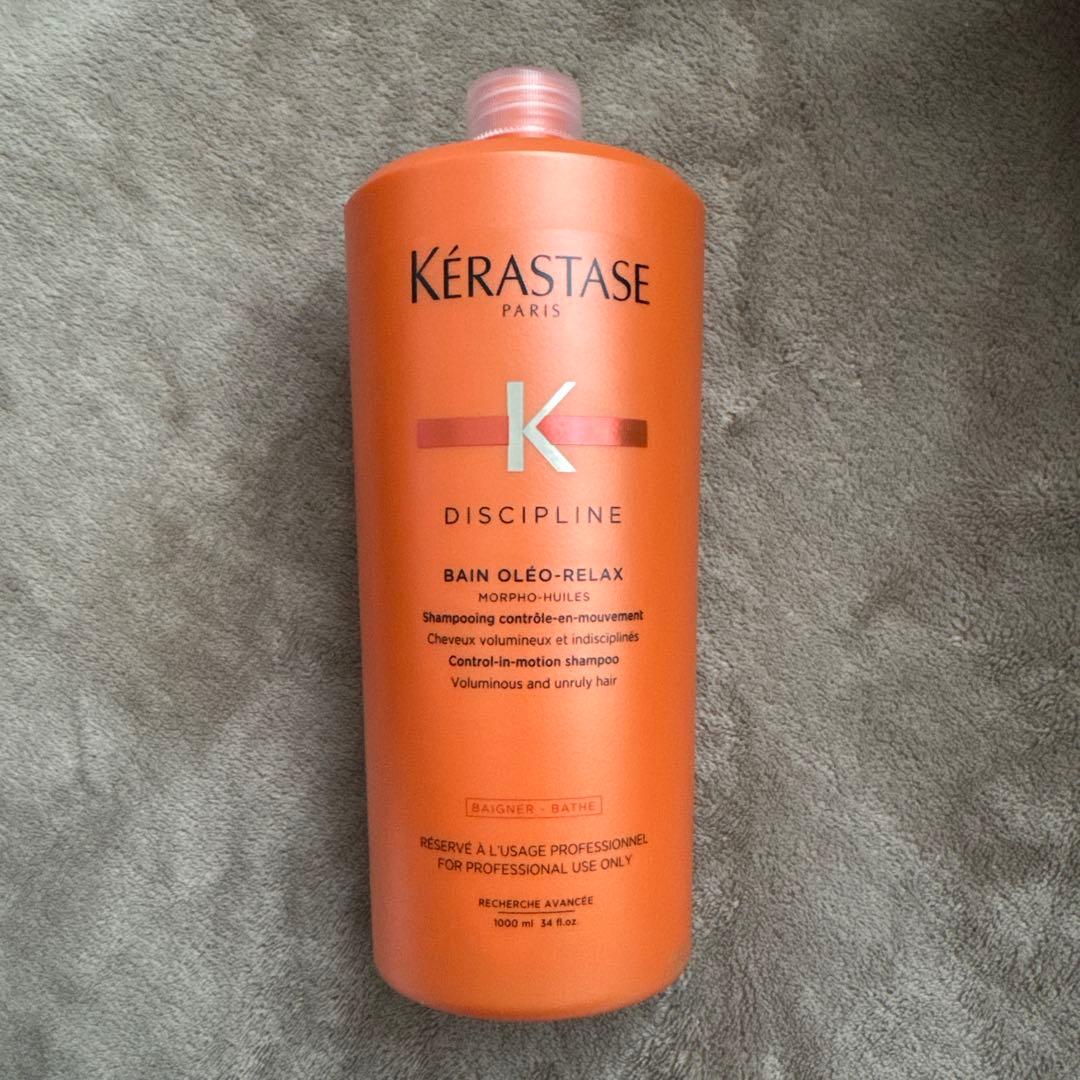 KÉRASTASE
PARIS
K
DISCIPLINE
BAIN OLÉO-RELAX
MORPHO-HUILES
Shampooing contrôle-en-mouvement
Cheveux volumineux et indisciplinés
Control-in-motion shampoo
Voluminous and unruly hair
BAIGNER - BATHE
RÉSERVÉ À L'USAGE PROFESSIONNEL
FOR PROFESSIONAL USE ONLY
RECHERCHE AVANCÉE
1000 ml 34 fl.oz.